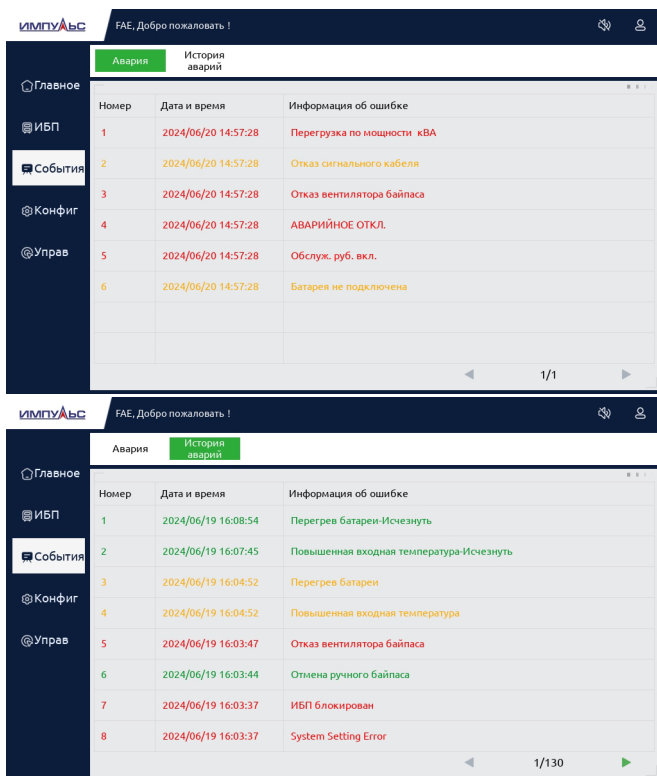 ИМПУЛЬС
FAE, Добро пожаловать !
Авария
История
аварий
Главное
ИБП
События
Конфиг
Управ
Номер Дата и время Информация об ошибке
1 2024/06/20 14:57:28 Перегрузка по мощности кВА
2 2024/06/20 14:57:28 Отказ сигнального кабеля
3 2024/06/20 14:57:28 Отказ вентилятора байпаса
4 2024/06/20 14:57:28 АВАРИЙНОЕ ОТКЛ.
5 2024/06/20 14:57:28 Обслуж. руб. вкл.
6 2024/06/20 14:57:28 Батарея не подключена
1/1
ИМПУЛЬС
FAE, Добро пожаловать !
Авария
История
аварий
Главное
ИБП
События
Конфиг
Управ
Номер Дата и время Информация об ошибке
1 2024/06/19 16:08:54 Перегрев батареи-Исчезнуть
2 2024/06/19 16:07:45 Повышенная входная температура-Исчезнуть
3 2024/06/19 16:04:52 Перегрев батареи
4 2024/06/19 16:04:52 Повышенная входная температура
5 2024/06/19 16:03:47 Отказ вентилятора байпаса
6 2024/06/19 16:03:44 Отмена ручного байпаса
7 2024/06/19 16:03:37 ИБП блокирован
8 2024/06/19 16:03:37 System Setting Error
1/130